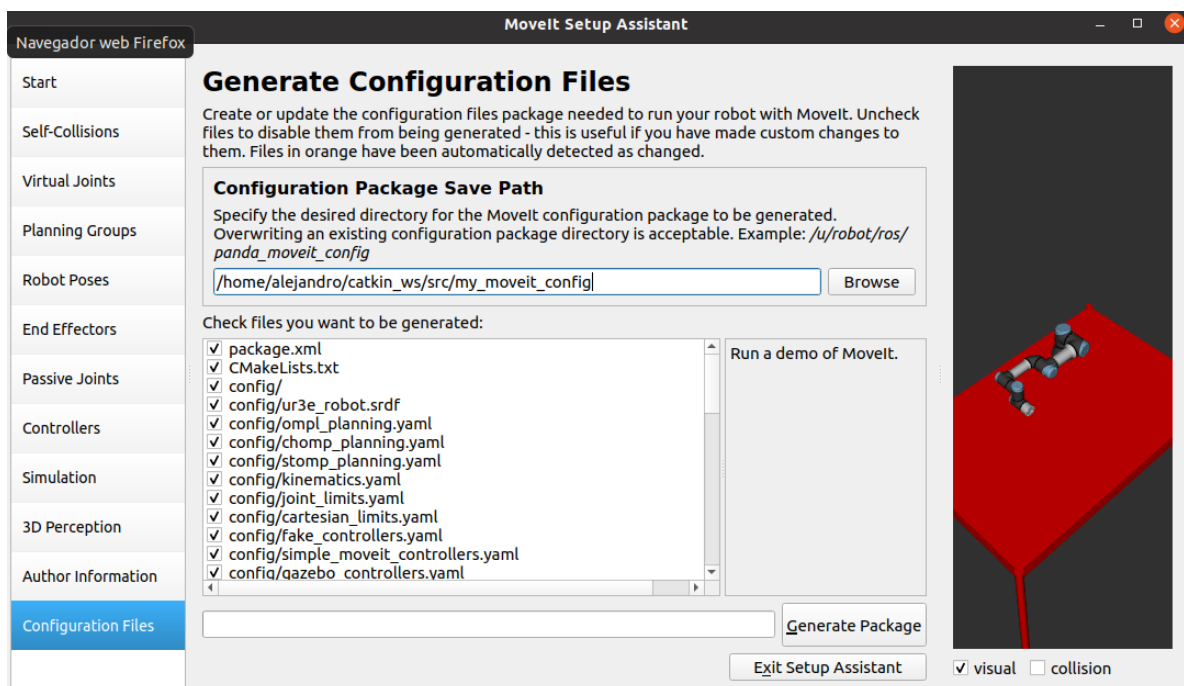 MoveIt Setup Assistant
Navegador web Firefox
Start
Self-Collisions
Virtual Joints
Planning Groups
Robot Poses
End Effectors
Passive Joints
Controllers
Simulation
3D Perception
Author Information
Configuration Files
Generate Configuration Files
Create or update the configuration files package needed to run your robot with MoveIt. Uncheck
files to disable them from being generated - this is useful if you have made custom changes to
them. Files in orange have been automatically detected as changed.
Configuration Package Save Path
Specify the desired directory for the MoveIt configuration package to be generated.
Overwriting an existing configuration package directory is acceptable. Example: /u/robot/ros/
panda_moveit_config
/home/alejandro/catkin_ws/src/my_moveit_config
Browse
Check files you want to be generated:
package.xml
CMakeLists.txt
config/
config/ur3e_robot.srdf
config/ompl_planning.yaml
config/chomp_planning.yaml
config/stomp_planning.yaml
config/kinematics.yaml
config/joint_limits.yaml
config/cartesian_limits.yaml
config/fake_controllers.yaml
config/simple_moveit_controllers.yaml
config/gazebo_controllers.yaml
Run a demo of MoveIt.
Generate Package
Exit Setup Assistant
visual
collision